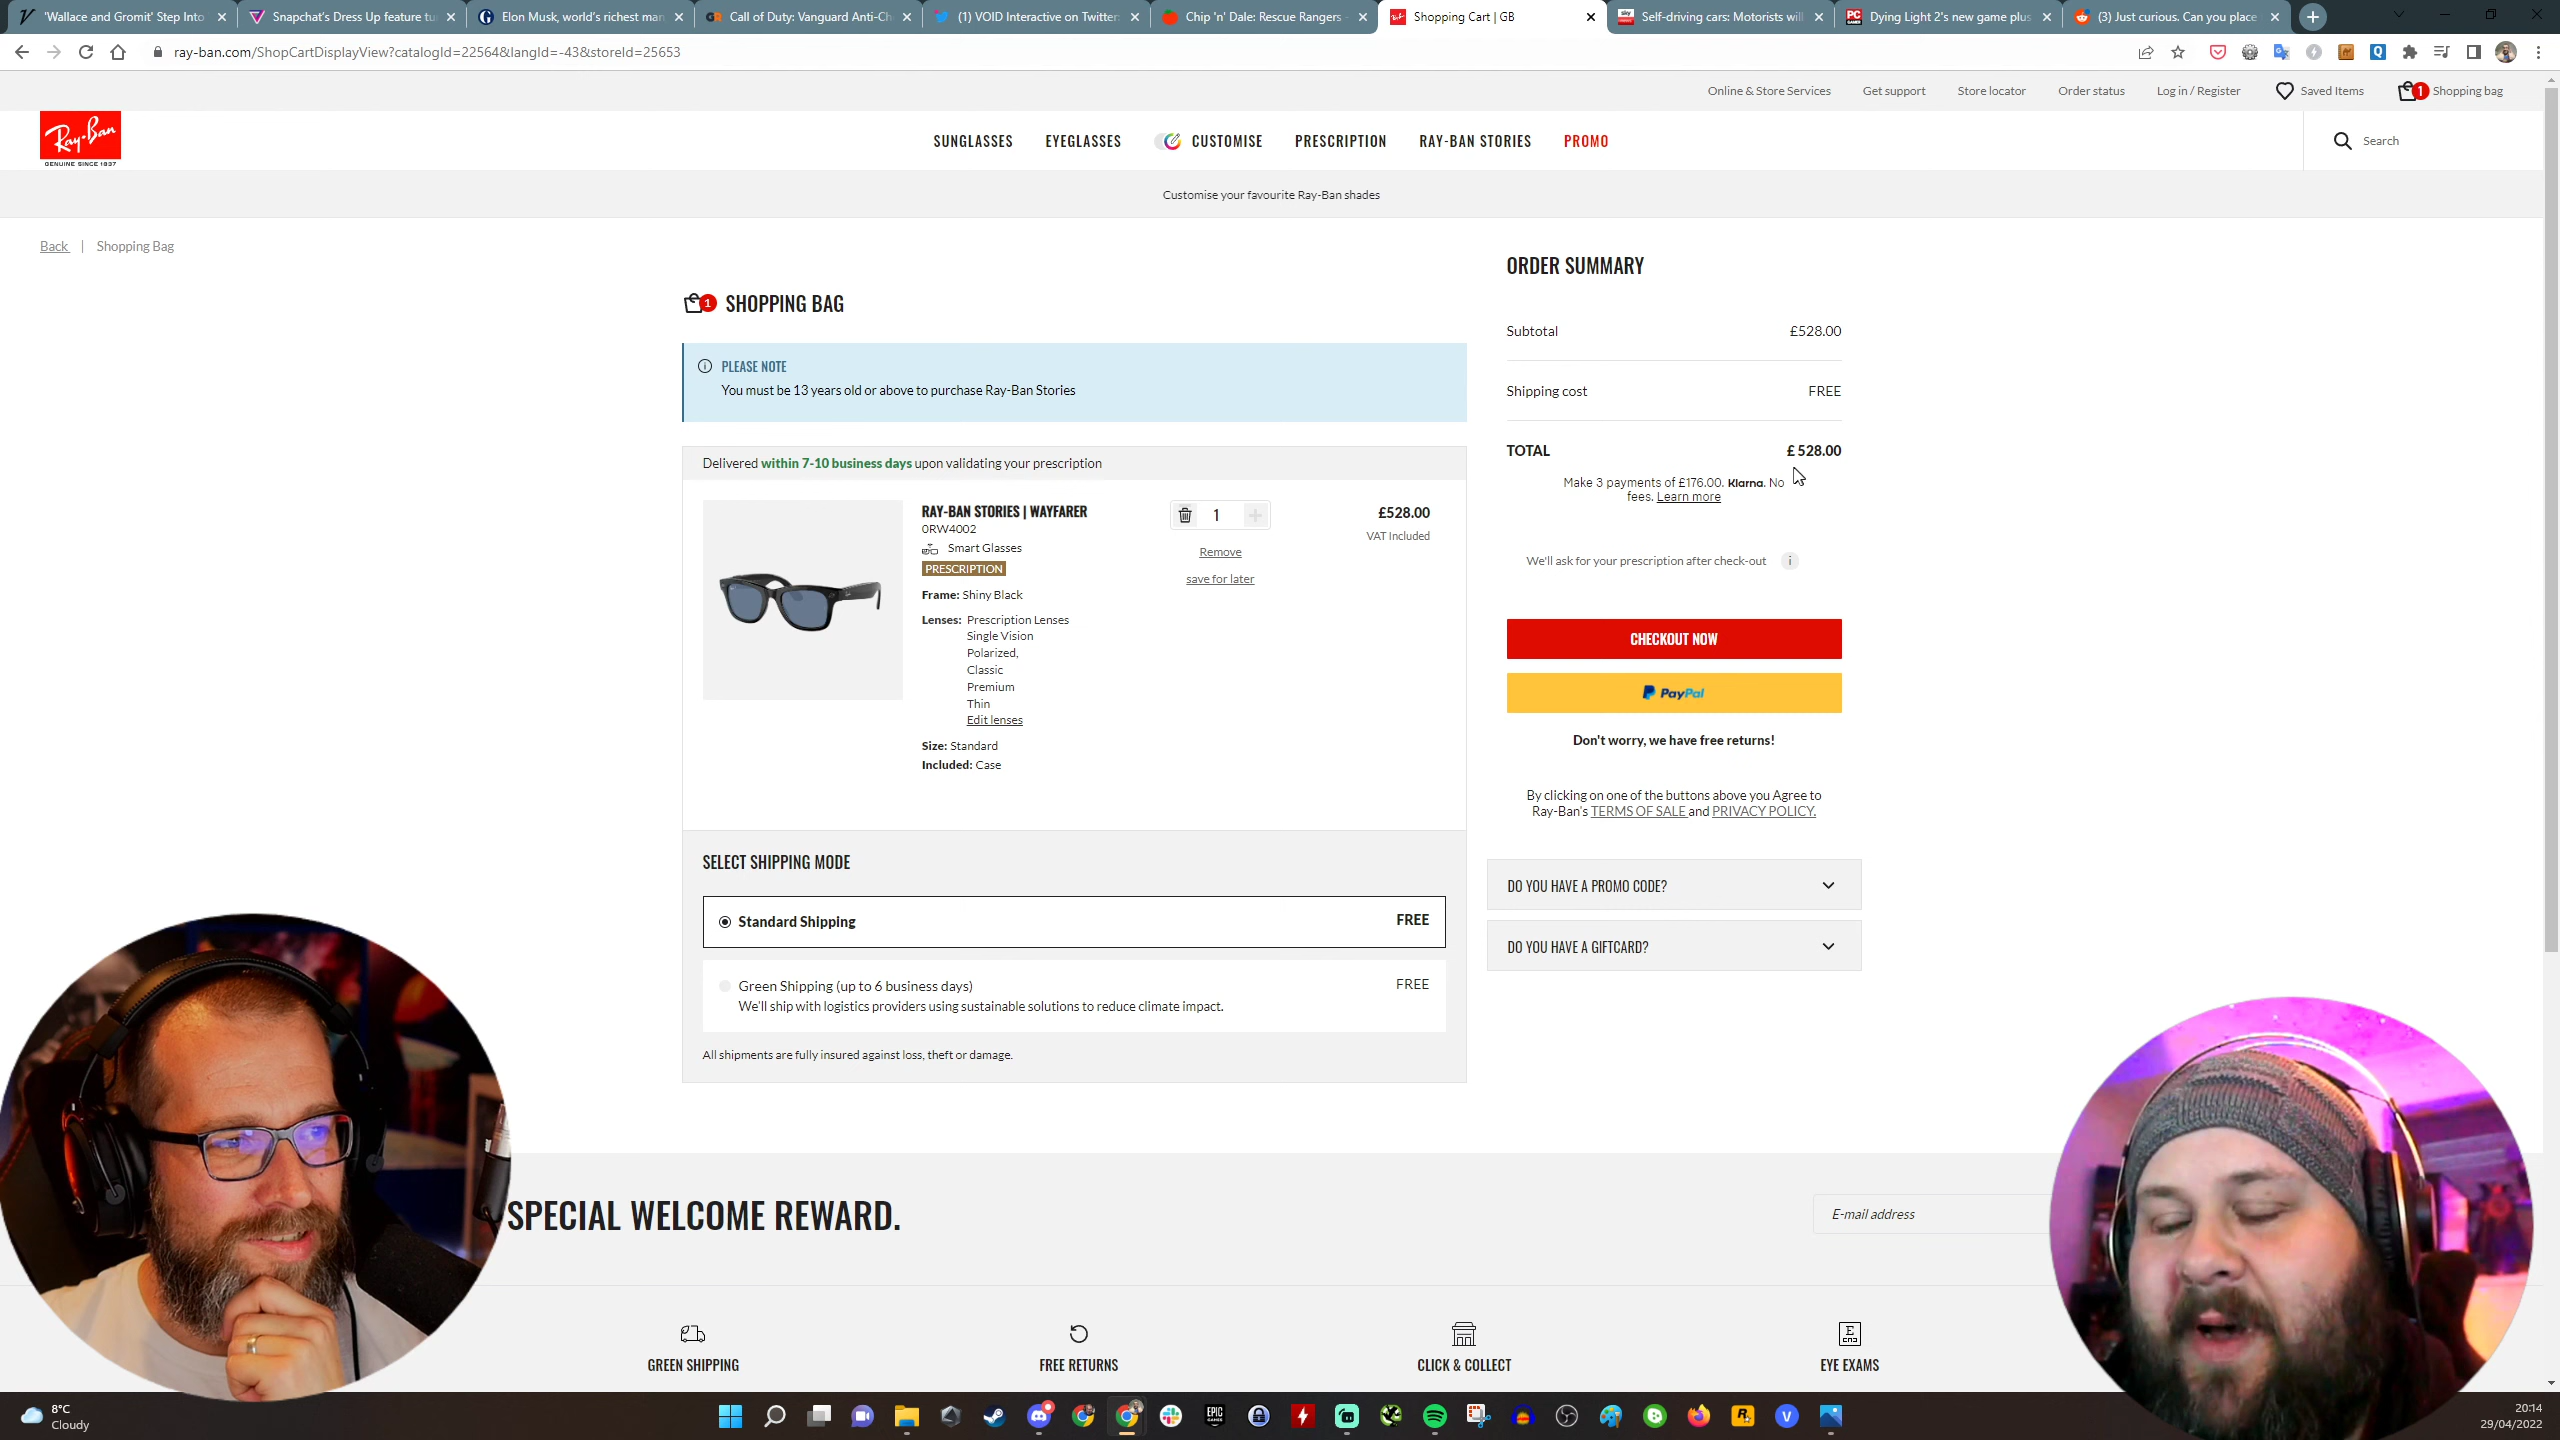 'Wallace and Gromit' Step Into
Snapchat's Dress Up feature tu
Elon Musk, world's richest man
Call of Duty: Vanguard Anti-Ch
(1) VOID Interactive on Twitter
Chip 'n' Dale: Rescue Rangers -
Shopping Cart | GB
Self-driving cars: Motorists will
Dying Light 2's new game plus
(3) Just curious. Can you place
ray-ban.com/ShopCartDisplayView?catalogId=22564&langId=-43&storeId=25653
Online & Store Services
Get support
Store locator
Order status
Log in / Register
Saved Items
1
Shopping bag
Ray-Ban
GENUINE SINCE 1937
SUNGLASSES
EYEGLASSES
CUSTOMISE
PRESCRIPTION
RAY-BAN STORIES
PROMO
Search
Customise your favourite Ray-Ban shades
Back | Shopping Bag
1 SHOPPING BAG
PLEASE NOTE
You must be 13 years old or above to purchase Ray-Ban Stories
Delivered within 7-10 business days upon validating your prescription
RAY-BAN STORIES | WAYFARER
0RW4002
Smart Glasses
PRESCRIPTION
Frame: Shiny Black
Lenses: Prescription Lenses
Single Vision
Polarized,
Classic
Premium
Thin
Edit lenses
Size: Standard
Included: Case
1
Remove
save for later
£528.00
VAT Included
SELECT SHIPPING MODE
Standard Shipping
FREE
Green Shipping (up to 6 business days)
FREE
We'll ship with logistics providers using sustainable solutions to reduce climate impact.
All shipments are fully insured against loss, theft or damage.
ORDER SUMMARY
Subtotal
£528.00
Shipping cost
FREE
TOTAL
£ 528.00
Make 3 payments of £176.00. Klarna. No
fees. Learn more
We'll ask for your prescription after check-out
i
CHECKOUT NOW
PayPal
Don't worry, we have free returns!
By clicking on one of the buttons above you Agree to
Ray-Ban's TERMS OF SALE and PRIVACY POLICY.
DO YOU HAVE A PROMO CODE?
DO YOU HAVE A GIFTCARD?
SPECIAL WELCOME REWARD.
E-mail address
GREEN SHIPPING
FREE RETURNS
CLICK & COLLECT
EYE EXAMS
8°C
Cloudy
20:14
29/04/2022